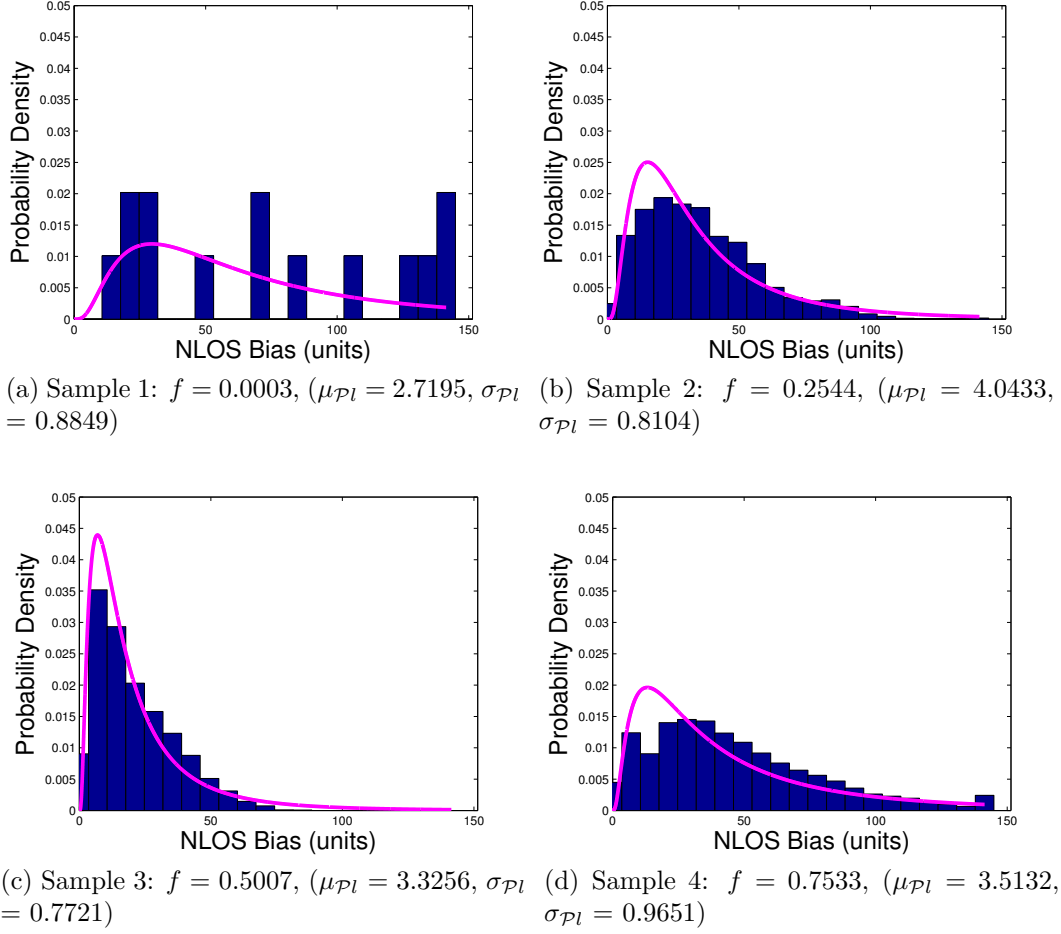 0.05
0.045
0.04
0.035
0.03
0.025
0.02
0.015
0.01
0.005
0
0 50 100 150
Probability Density
NLOS Bias (units)
(a) Sample 1: f = 0.0003, (μ𝒫l = 2.7195, σ𝒫l
= 0.8849)
0.05
0.045
0.04
0.035
0.03
0.025
0.02
0.015
0.01
0.005
0
0 50 100 150
Probability Density
NLOS Bias (units)
(b) Sample 2: f = 0.2544, (μ𝒫l = 4.0433,
σ𝒫l = 0.8104)
0.05
0.045
0.04
0.035
0.03
0.025
0.02
0.015
0.01
0.005
0
0 50 100 150
Probability Density
NLOS Bias (units)
(c) Sample 3: f = 0.5007, (μ𝒫l = 3.3256, σ𝒫l
= 0.7721)
0.05
0.045
0.04
0.035
0.03
0.025
0.02
0.015
0.01
0.005
0
0 50 100 150
Probability Density
NLOS Bias (units)
(d) Sample 4: f = 0.7533, (μ𝒫l = 3.5132,
σ𝒫l = 0.9651)